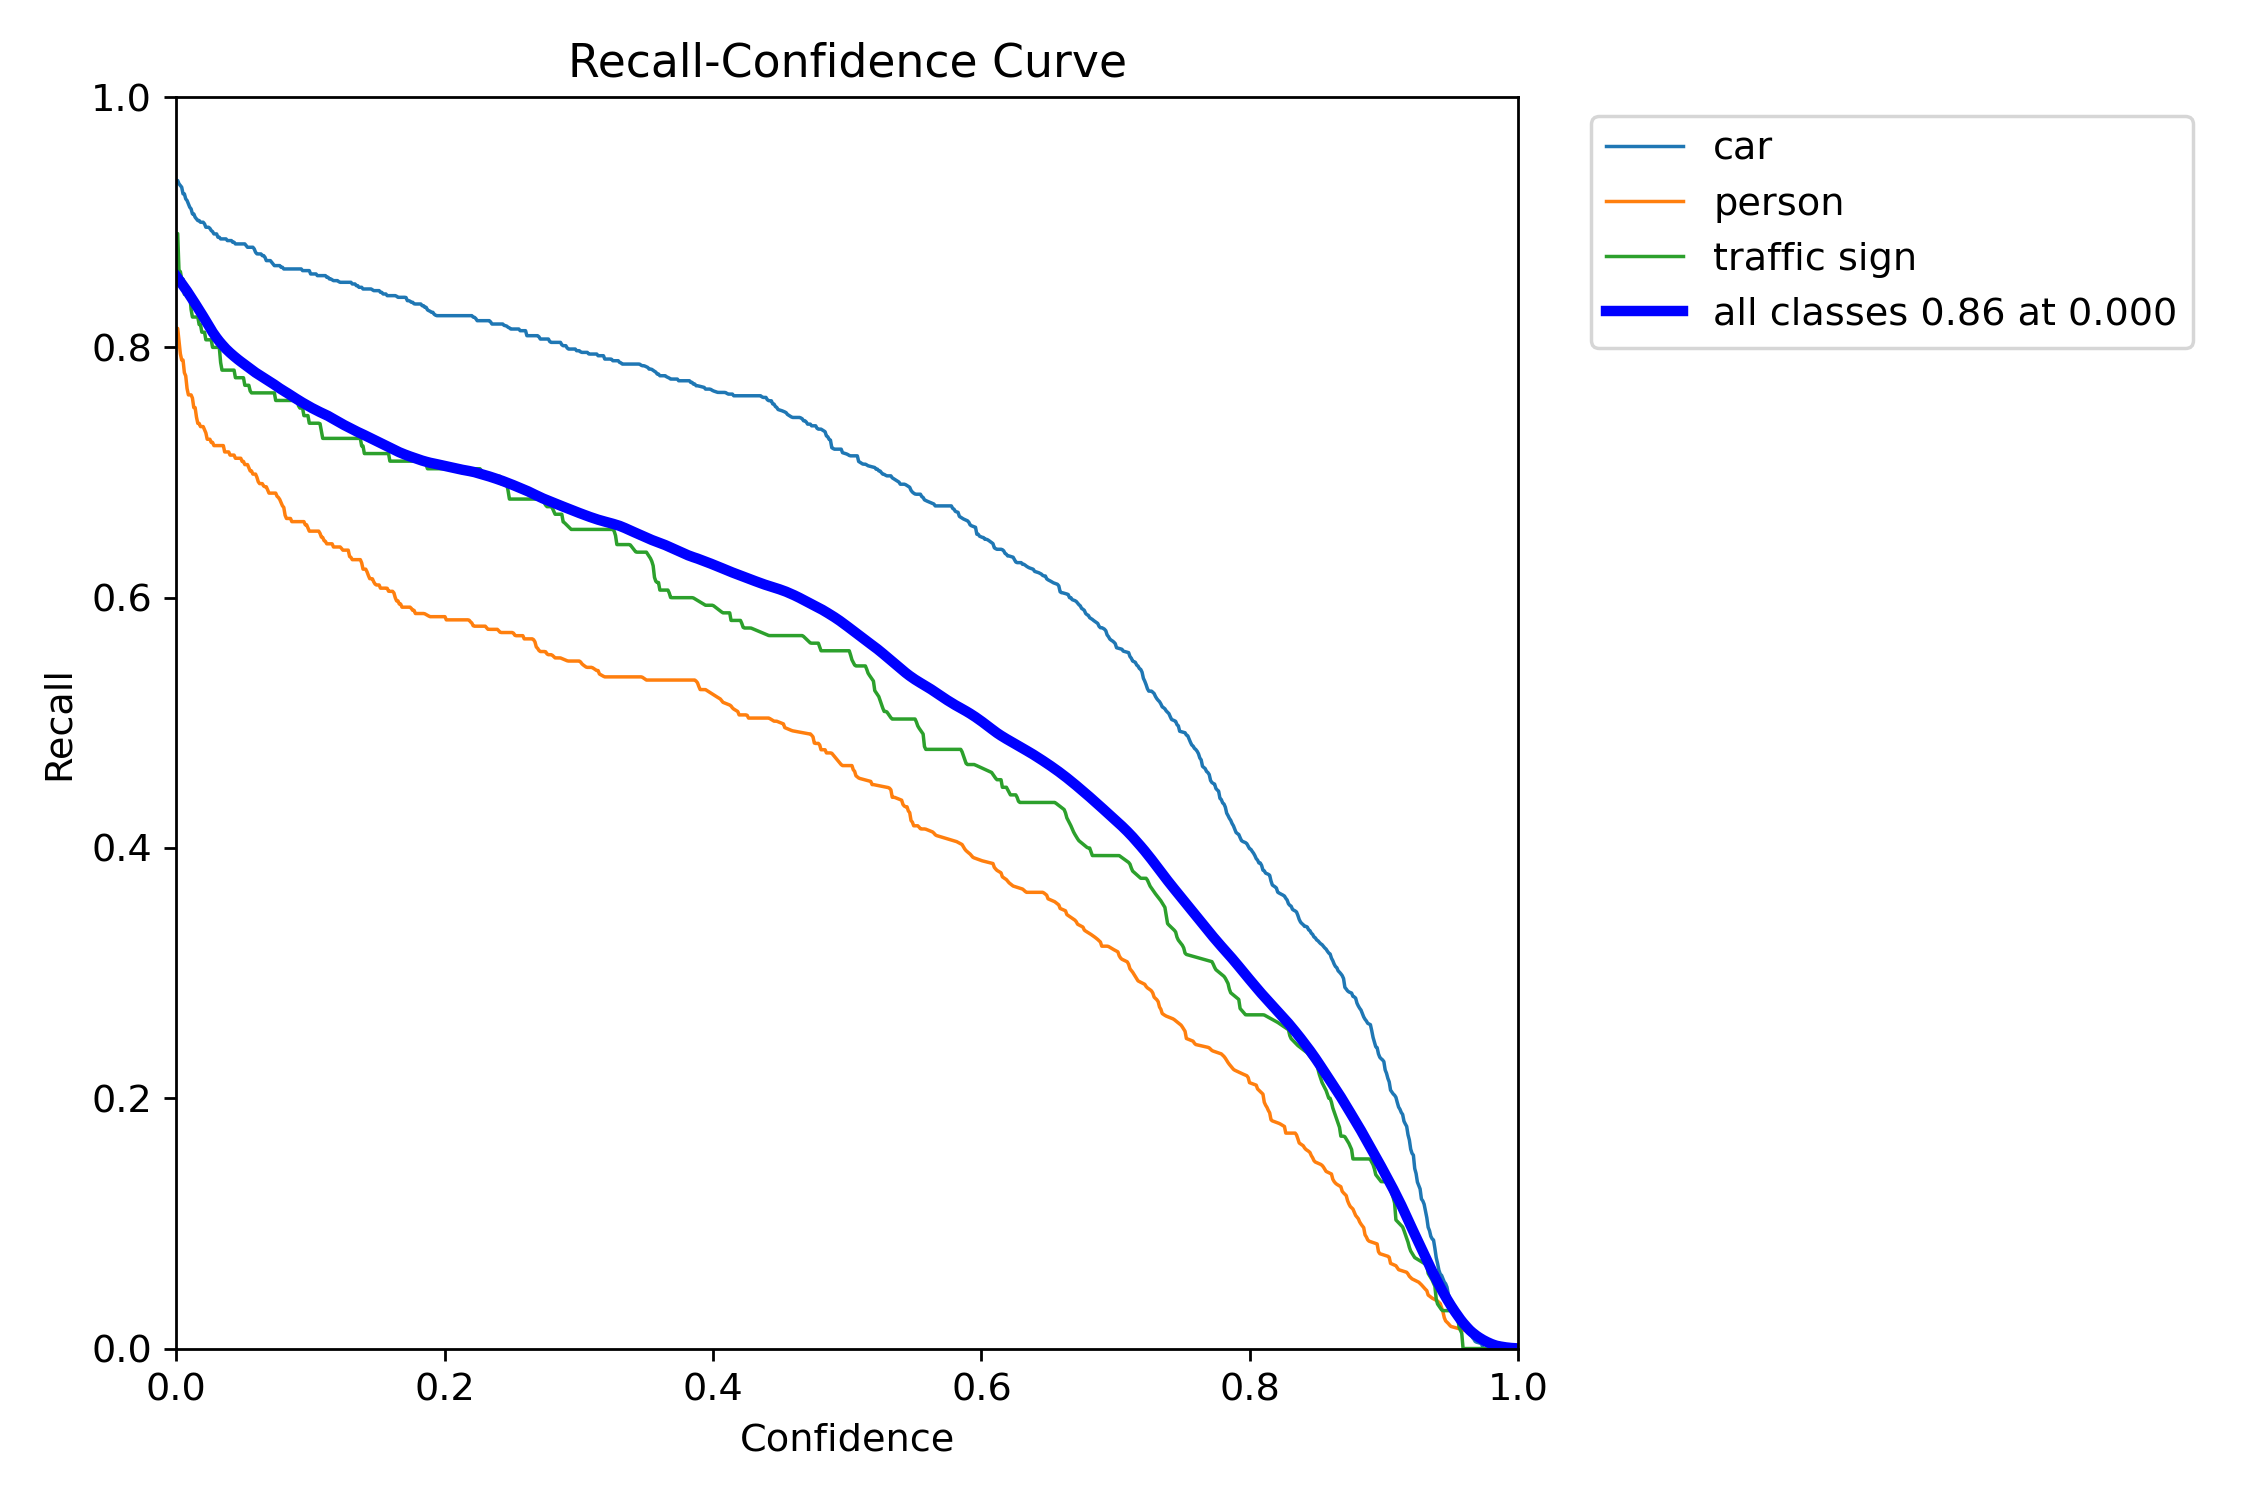 Recall-Confidence Curve
1.0
0.8
0.6
0.4
0.2
0.0
Recall
0.0 0.2 0.4 0.6 0.8 1.0
Confidence
car
person
traffic sign
all classes 0.86 at 0.000